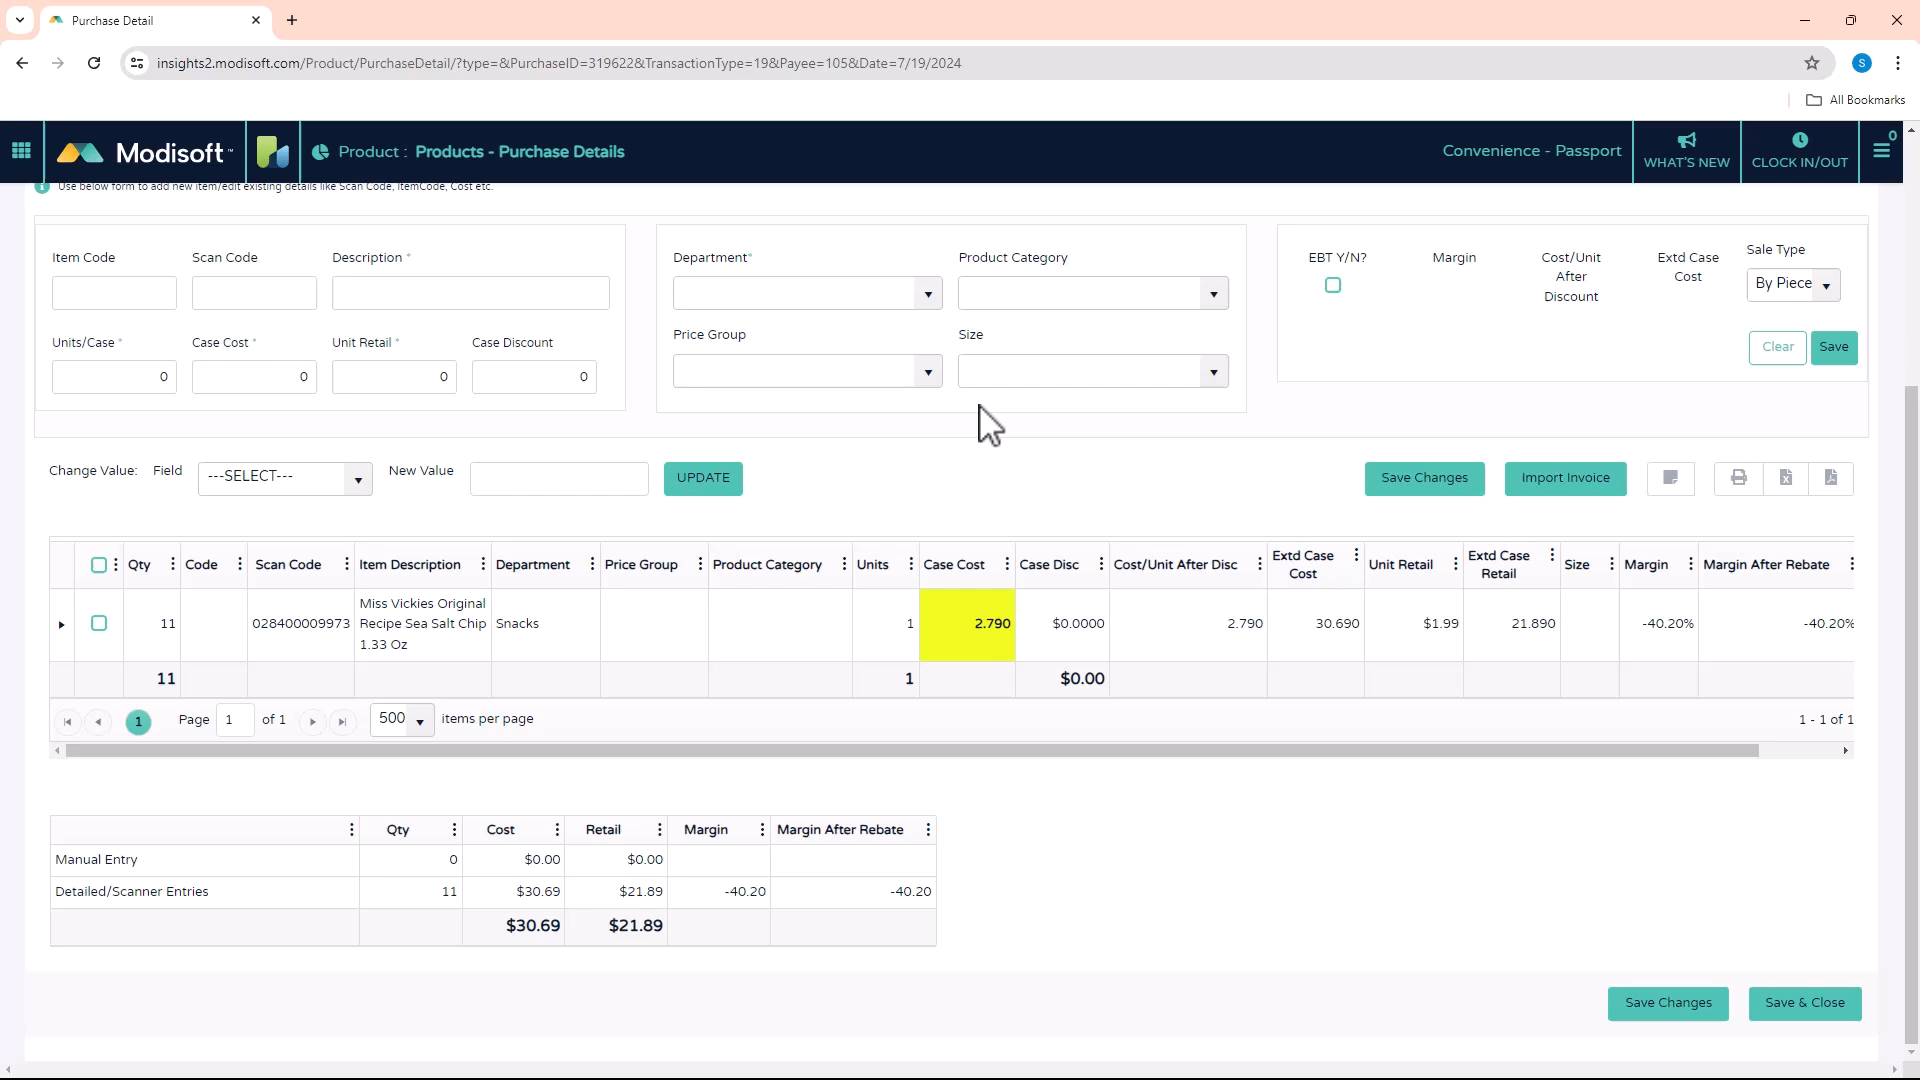 Purchase Detail
insights2.modisoft.com/Product/PurchaseDetail/?type=&PurchaseID=319622&TransactionType=19&Payee=105&Date=7/19/2024
S
All Bookmarks
Modisoft™
Product : Products - Purchase Details
Convenience - Passport
WHAT'S NEW
CLOCK IN/OUT
0
Use below form to add new item/edit existing details like Scan Code, ItemCode, Cost etc.
Item Code Scan Code Description *
Department* Product Category
EBT Y/N? Margin Cost/Unit After Discount Extd Case Cost Sale Type
By Piece
Units/Case * Case Cost * Unit Retail * Case Discount
Price Group Size
Clear Save
0 0 0 0
Change Value: Field ---SELECT--- New Value UPDATE Save Changes Import Invoice
Qty Code Scan Code Item Description Department Price Group Product Category Units Case Cost Case Disc Cost/Unit After Disc Extd Case Cost Unit Retail Extd Case Retail Size Margin Margin After Rebate
11 028400009973 Miss Vickies Original Recipe Sea Salt Chip 1.33 Oz Snacks 1 2.790 $0.0000 2.790 30.690 $1.99 21.890 -40.20% -40.20%
11 1 $0.00
1 Page 1 of 1 500 items per page 1 - 1 of 1
Qty Cost Retail Margin Margin After Rebate
Manual Entry 0 $0.00 $0.00
Detailed/Scanner Entries 11 $30.69 $21.89 -40.20 -40.20
$30.69 $21.89
Save Changes Save & Close